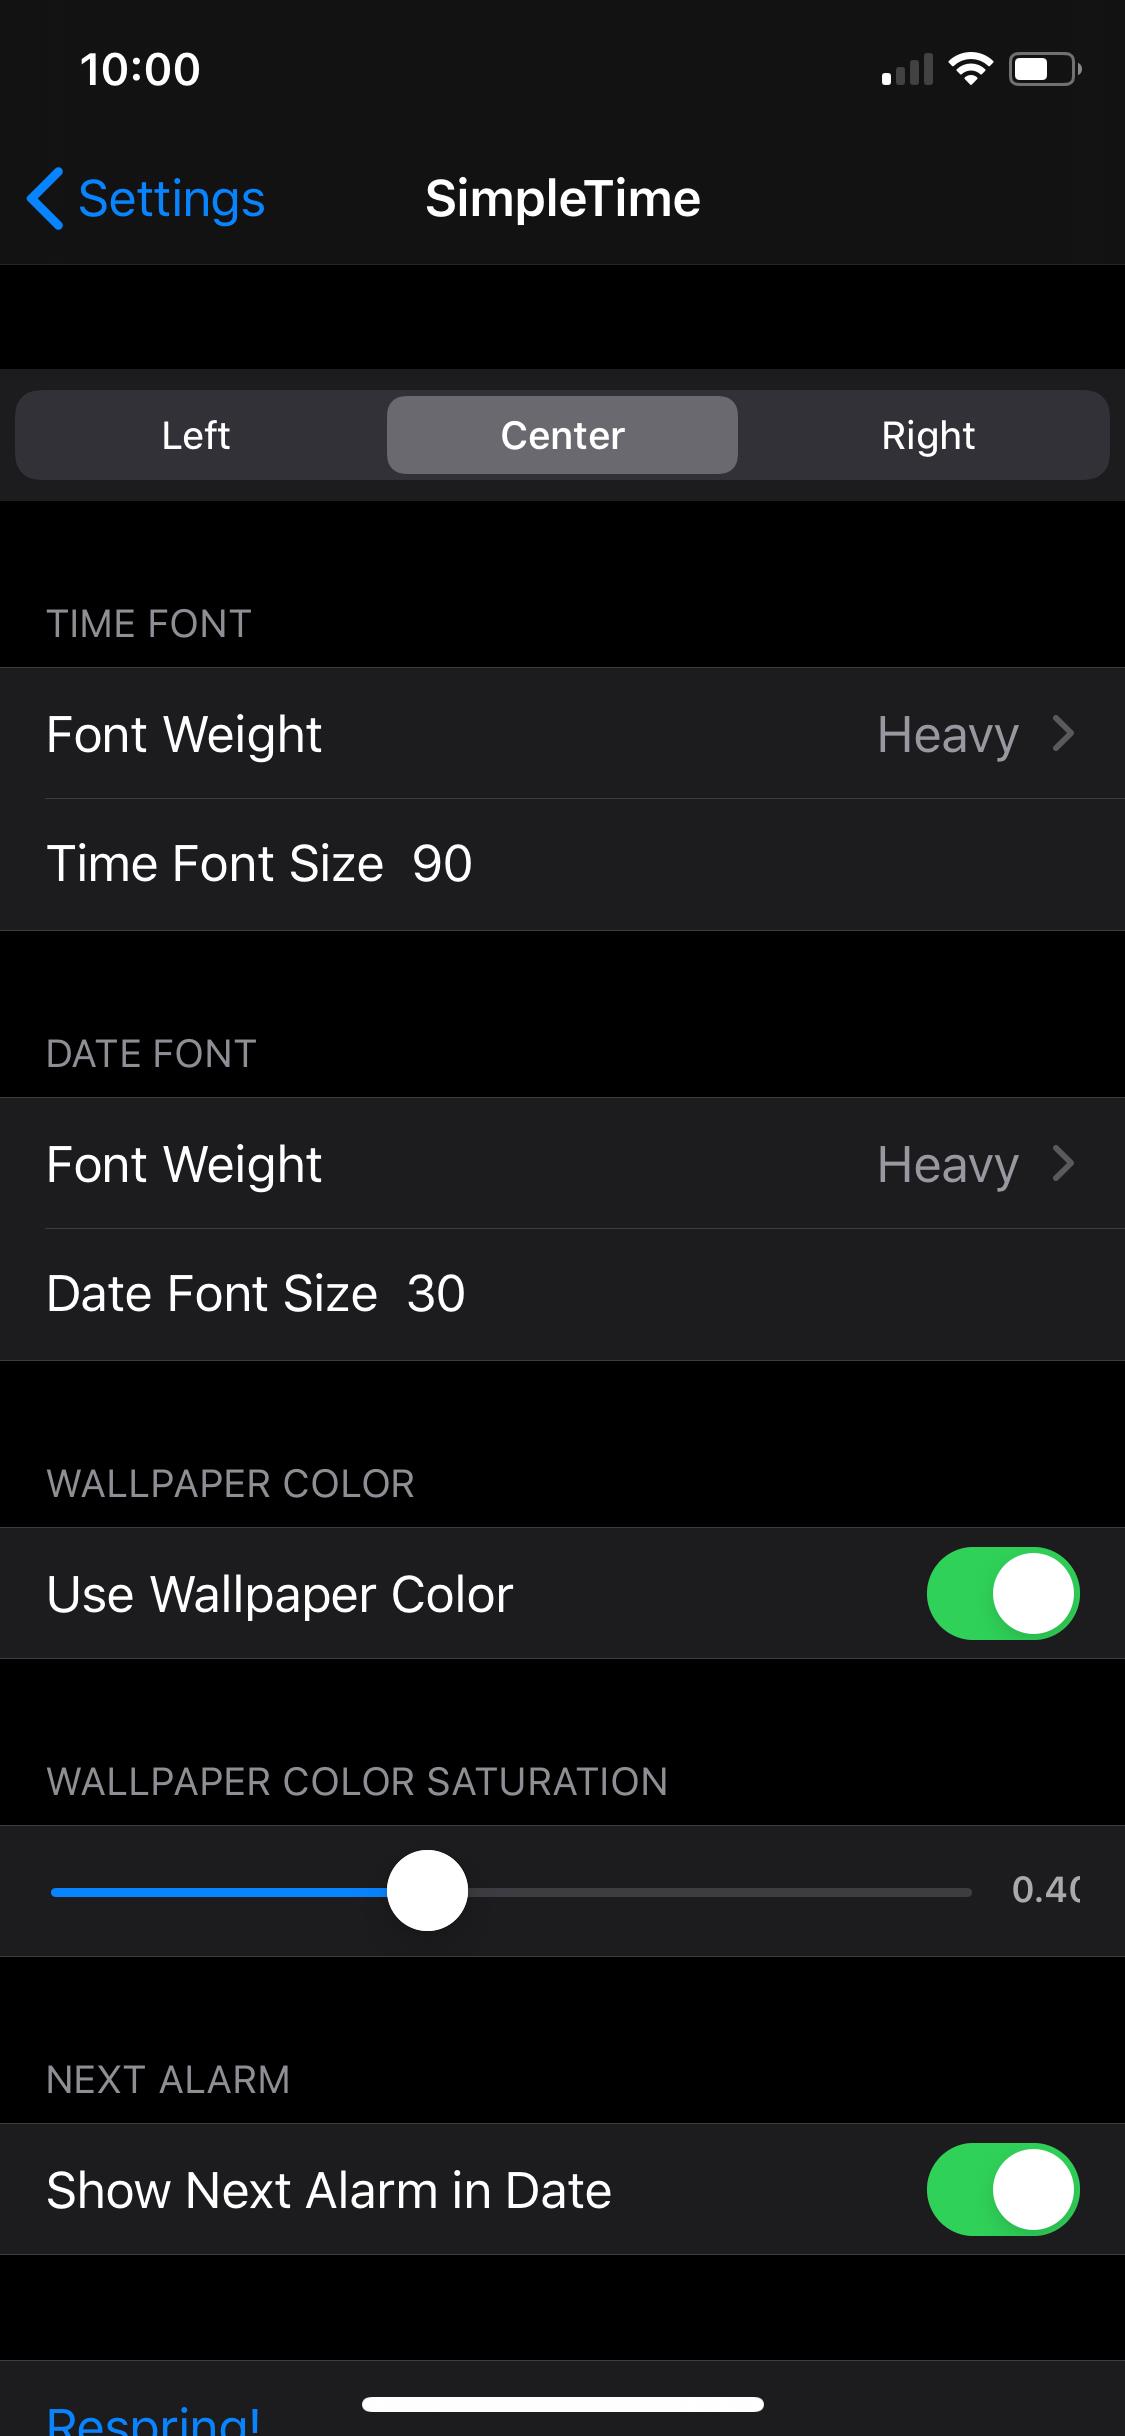 10:00
Settings
SimpleTime
Left
Center
Right
TIME FONT
Font Weight
Heavy
Time Font Size 90
DATE FONT
Font Weight
Heavy
Date Font Size 30
WALLPAPER COLOR
Use Wallpaper Color
WALLPAPER COLOR SATURATION
0.40
NEXT ALARM
Show Next Alarm in Date
Respring!